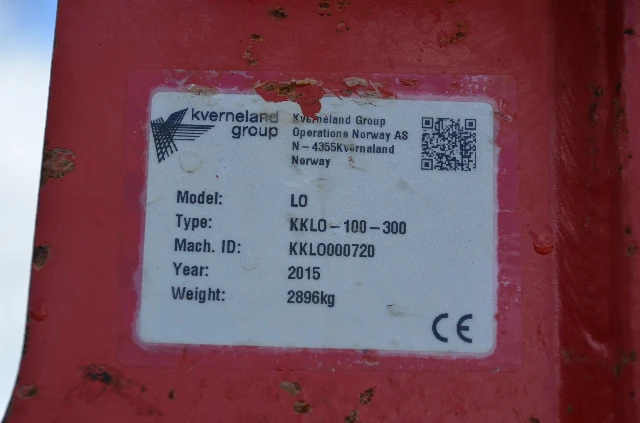 kverneland
group
Kverneland Group
Operations Norway AS
N-4355Kvernaland
Norway
Model: LO
Type: KKLO-100-300
Mach. ID: KKLO000720
Year: 2015
Weight: 2896kg
CE